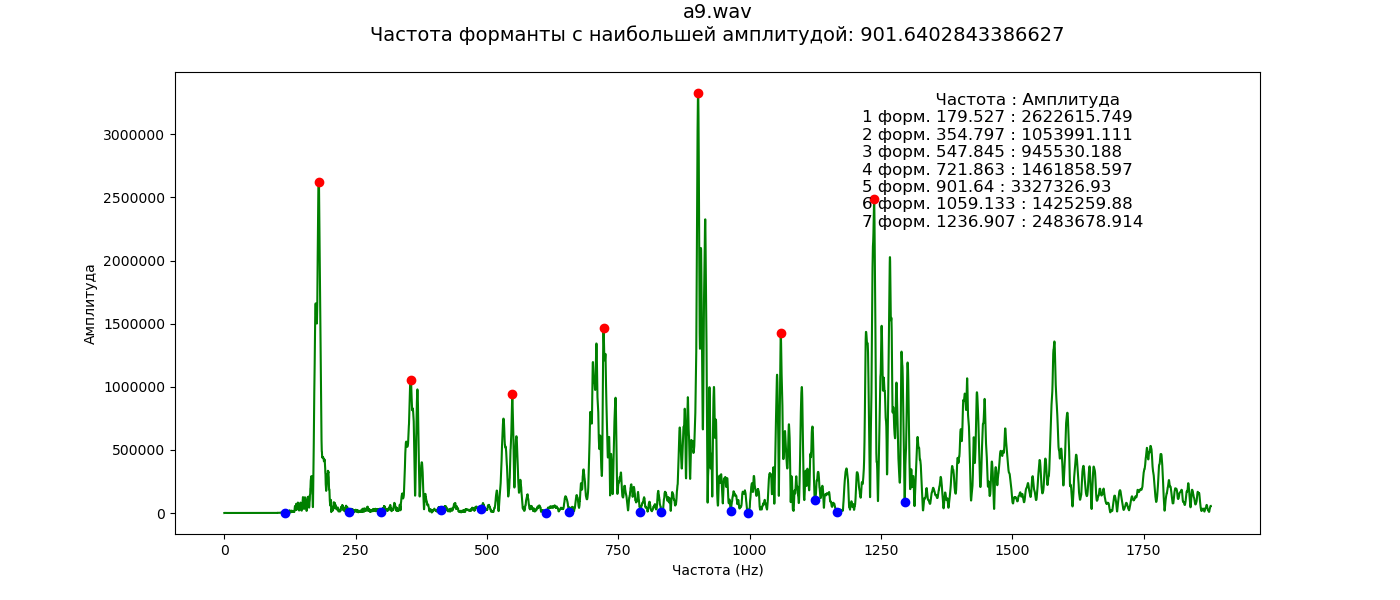 a9.wav
Частота форманты с наибольшей амплитудой: 901.6402843386627
Частота : Амплитуда
1 форм. 179.527 : 2622615.749
2 форм. 354.797 : 1053991.111
3 форм. 547.845 : 945530.188
4 форм. 721.863 : 1461858.597
5 форм. 901.64 : 3327326.93
6 форм. 1059.133 : 1425259.88
7 форм. 1236.907 : 2483678.914
3000000
2500000
2000000
1500000
1000000
500000
0
Амплитуда
0 250 500 750 1000 1250 1500 1750
Частота (Hz)